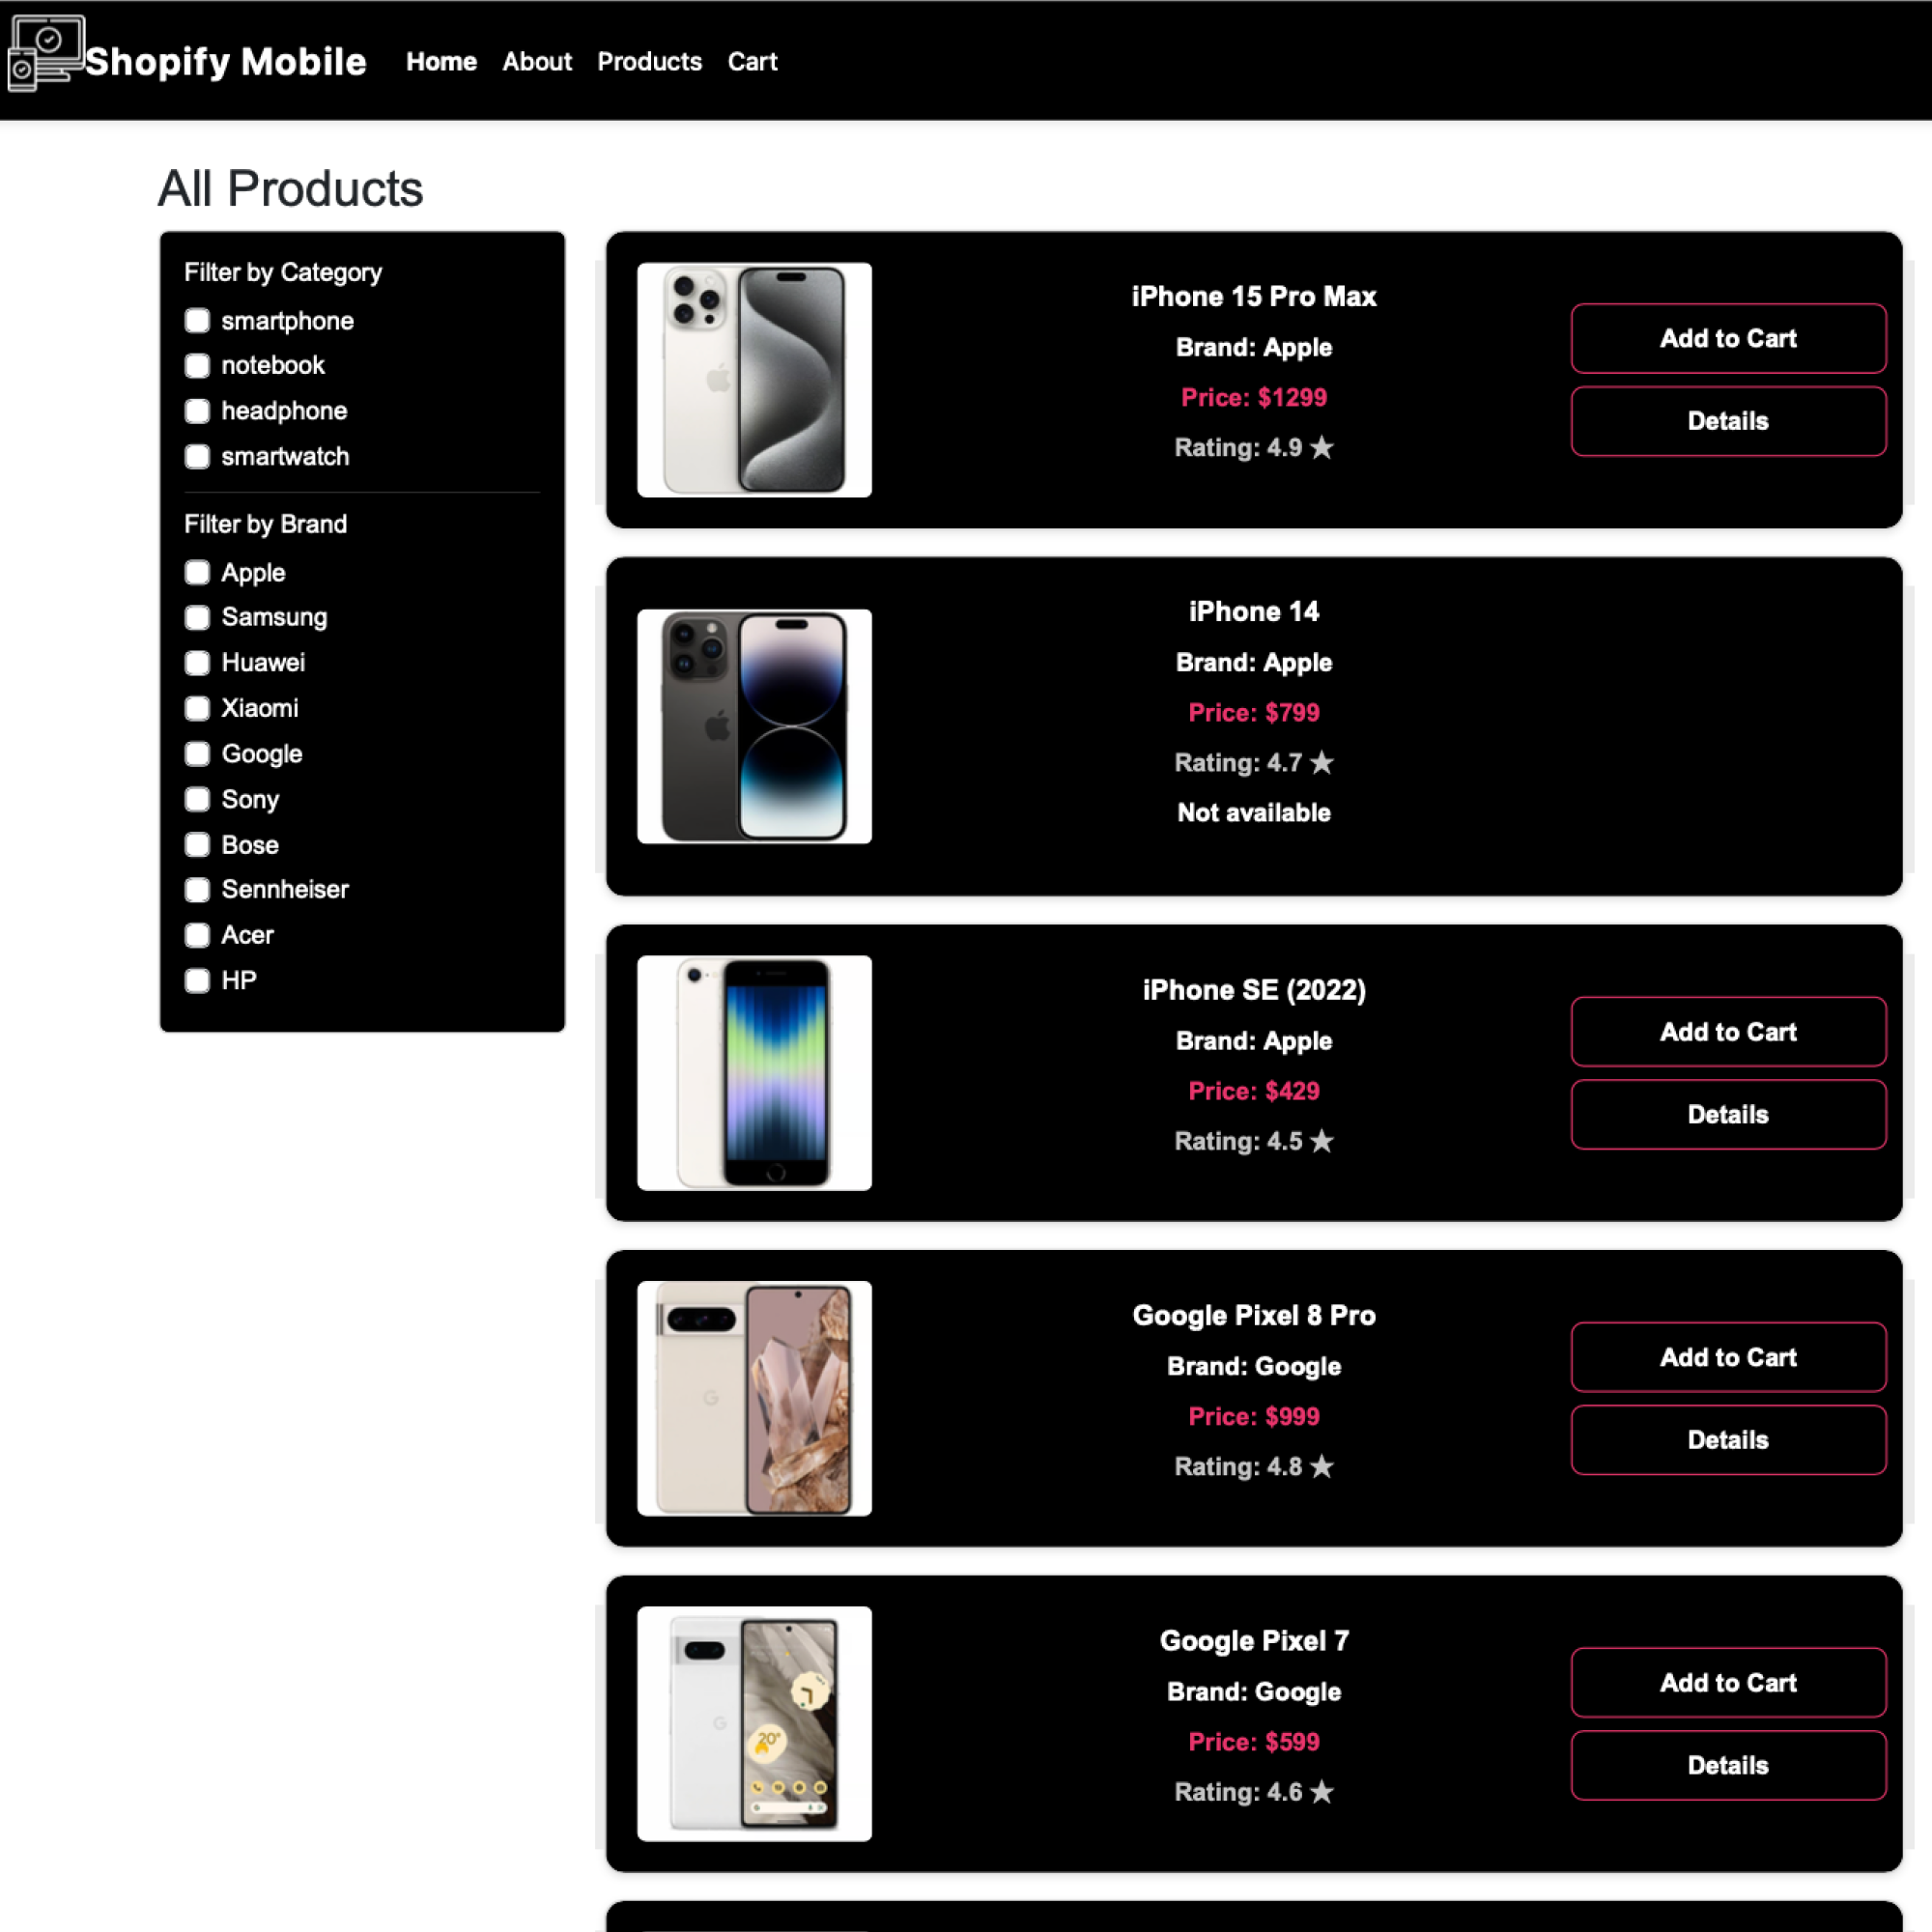 Shopify Mobile Home About Products Cart
All Products
Filter by Category
smartphone
notebook
headphone
smartwatch
Filter by Brand
Apple
Samsung
Huawei
Xiaomi
Google
Sony
Bose
Sennheiser
Acer
HP
iPhone 15 Pro Max
Brand: Apple
Price: $1299
Rating: 4.9 ★
Add to Cart
Details
iPhone 14
Brand: Apple
Price: $799
Rating: 4.7 ★
Not available
iPhone SE (2022)
Brand: Apple
Price: $429
Rating: 4.5 ★
Add to Cart
Details
G
Google Pixel 8 Pro
Brand: Google
Price: $999
Rating: 4.8 ★
Add to Cart
Details
G
20°
Google Pixel 7
Brand: Google
Price: $599
Rating: 4.6 ★
Add to Cart
Details